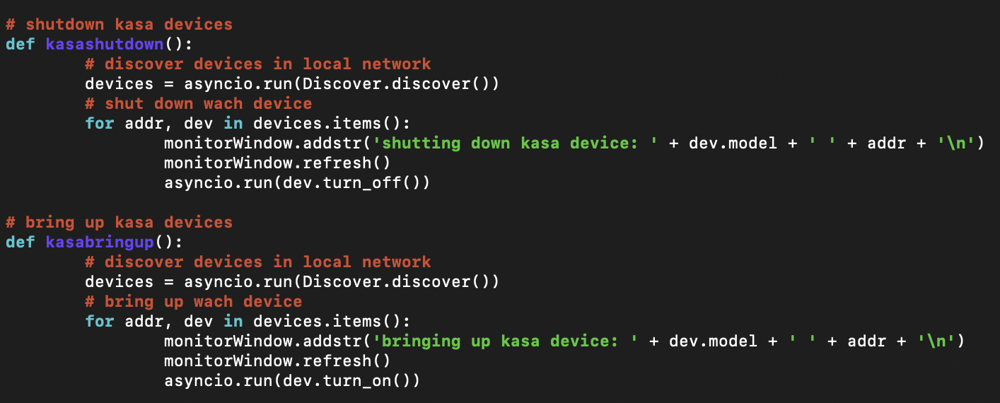 # shutdown kasa devices
def kasashutdown():
        # discover devices in local network
        devices = asyncio.run(Discover.discover())
        # shut down wach device
        for addr, dev in devices.items():
                monitorWindow.addstr('shutting down kasa device: ' + dev.model + ' ' + addr + '\n')
                monitorWindow.refresh()
                asyncio.run(dev.turn_off())

# bring up kasa devices
def kasabringup():
        # discover devices in local network
        devices = asyncio.run(Discover.discover())
        # bring up wach device
        for addr, dev in devices.items():
                monitorWindow.addstr('bringing up kasa device: ' + dev.model + ' ' + addr + '\n')
                monitorWindow.refresh()
                asyncio.run(dev.turn_on())